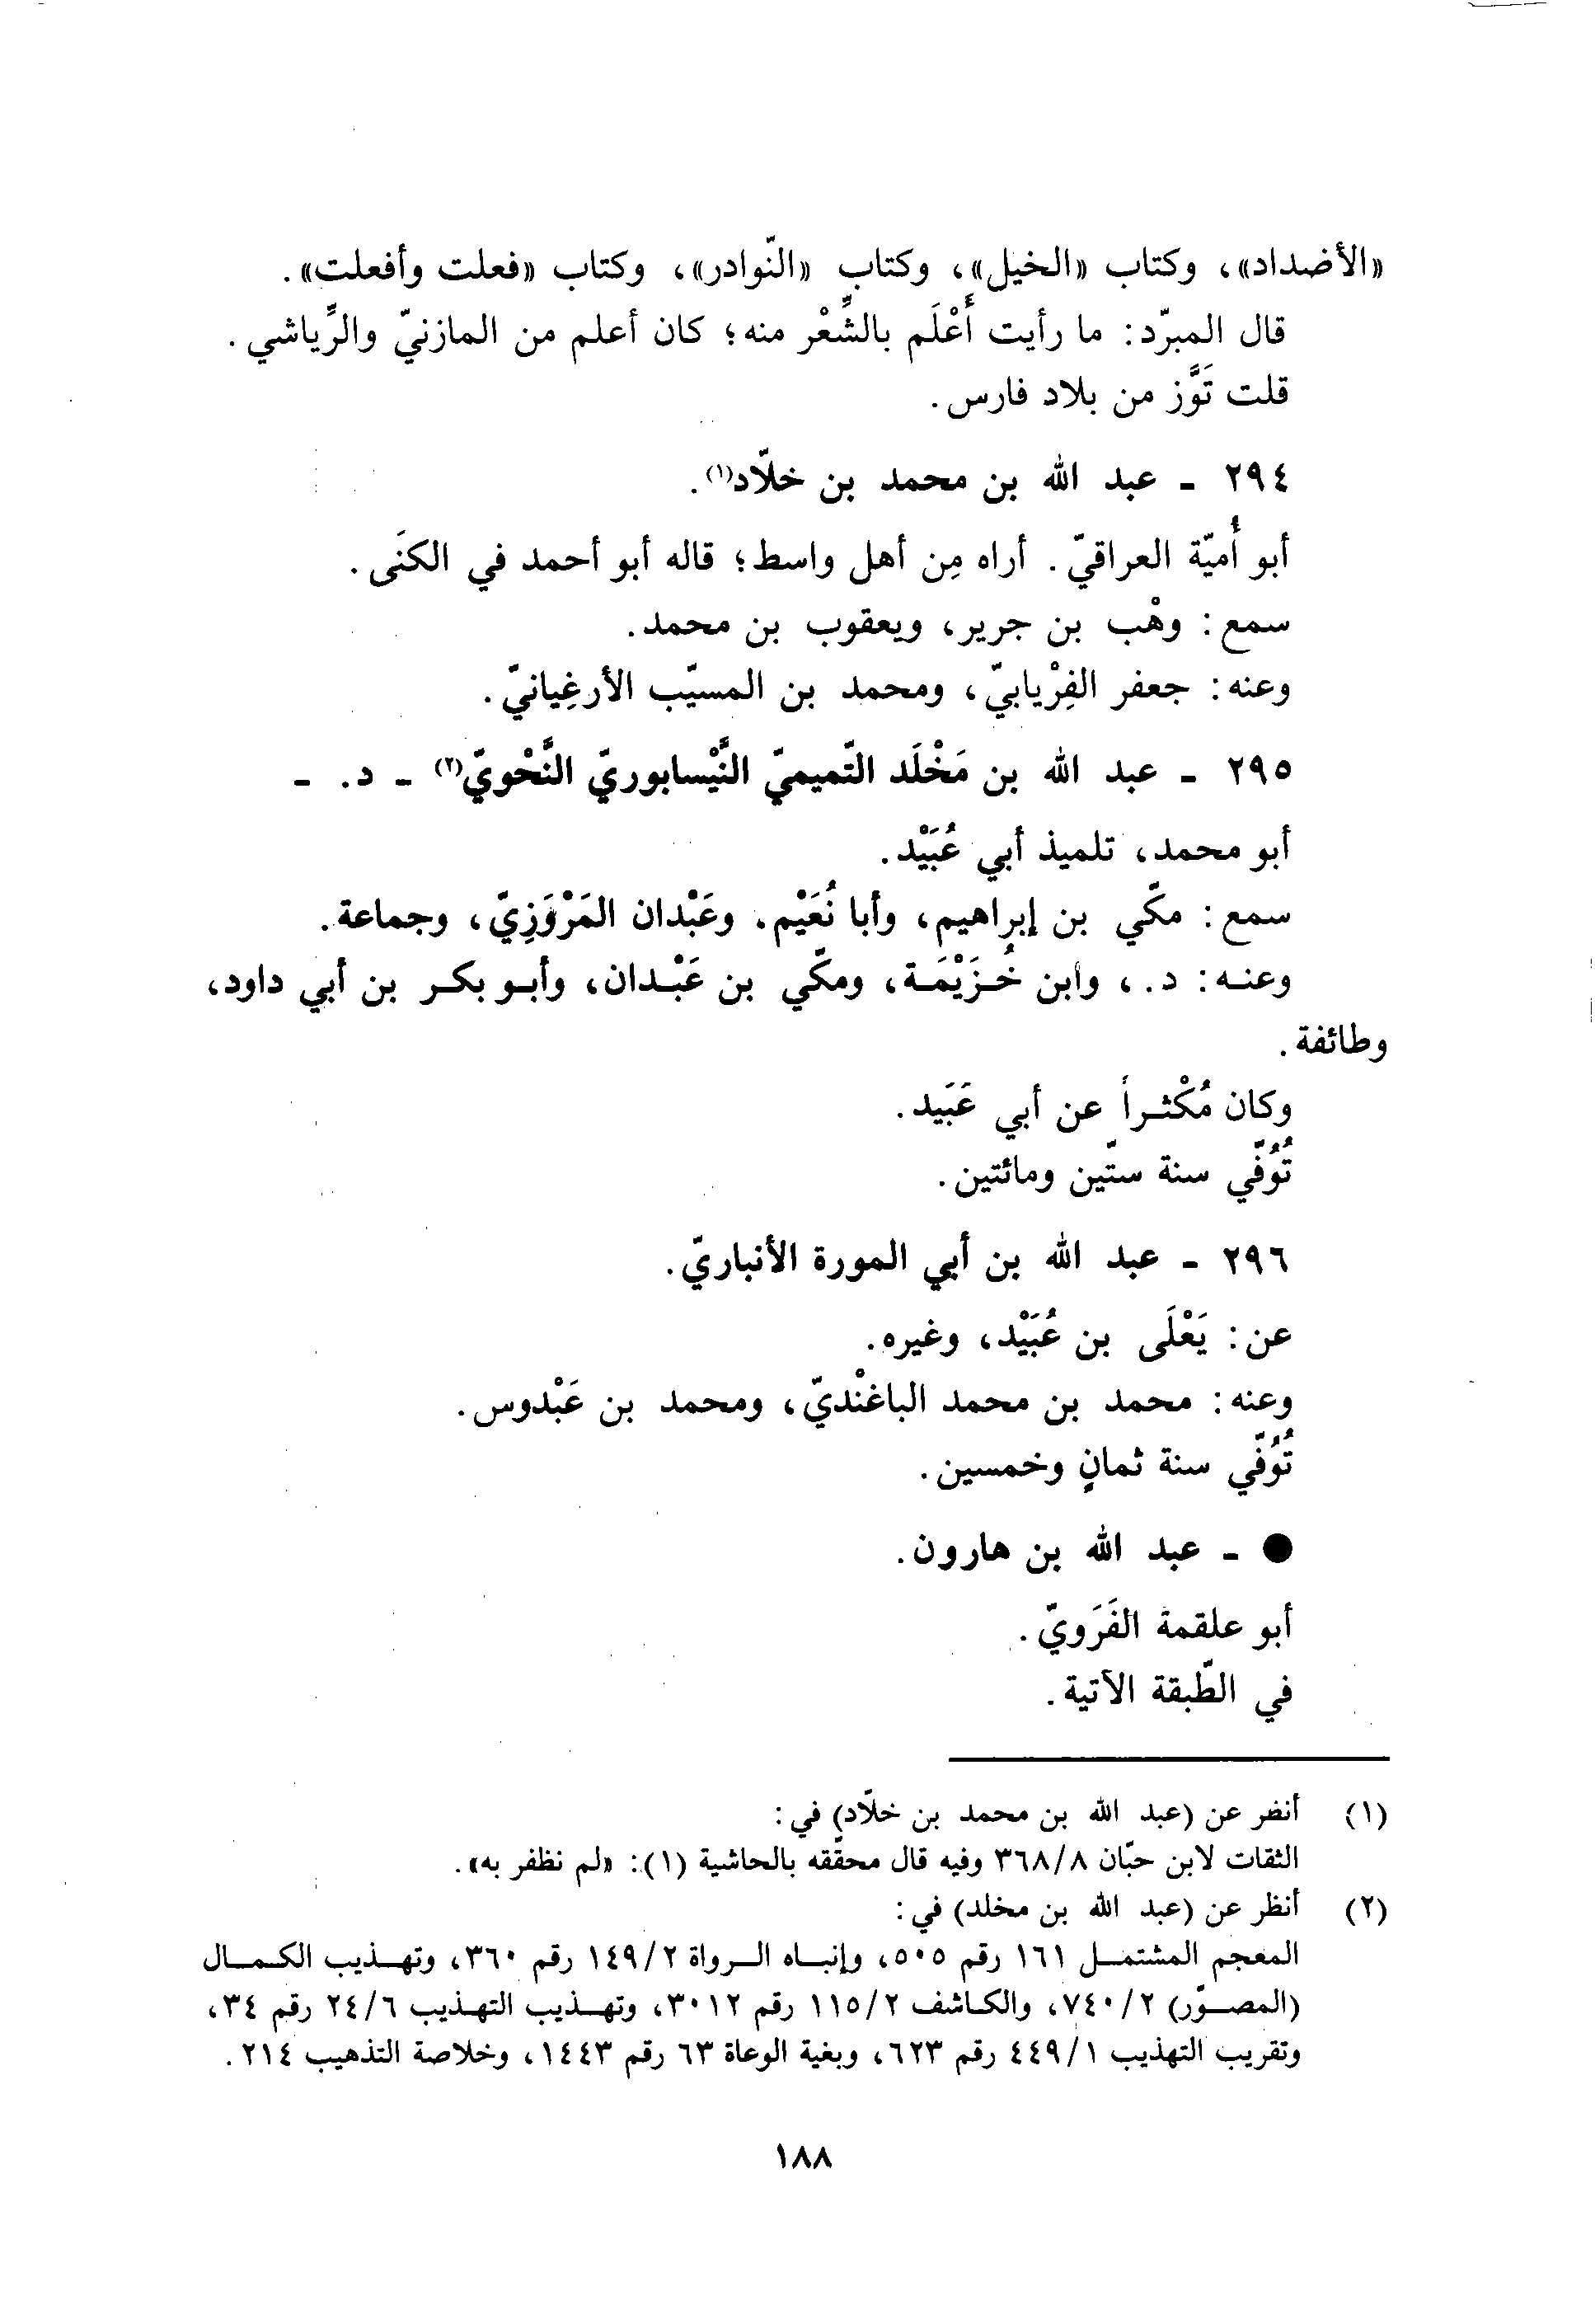 «الأضداد»، وكتاب «الخيل»، وكتاب «النّوادر»، وكتاب «فعلت وأفعلت».
قال المبرّد: ما رأيت أَعْلَم بالشِّعْر منه؛ كان أعلم من المازنيّ والرِّياشي.
قلت تَوَّز من بلاد فارس.
٢٩٤ - عبد الله بن محمد بن خلّاد(١).
أبو أُميّة العراقيّ. أراه مِن أهل واسط؛ قاله أبو أحمد في الكنَى.
سمع: وهْب بن جرير، ويعقوب بن محمد.
وعنه: جعفر الفِرْيابيّ، ومحمد بن المسيّب الأرغِيانيّ.
٢٩٥ - عبد الله بن مَخْلَد التّميميّ النَّيْسابوريّ النَّحْويّ(٢) - د. -
أبو محمد، تلميذ أبي عُبَيْد.
سمع: مكّي بن إبراهيم، وأبا نُعَيْم، وعَبْدان المَرْوَزِيّ، وجماعة.
وعنه: د.، وابن خُزَيْمَة، ومكّي بن عَبْدان، وأبو بكر بن أبي داود،
وطائفة.
وكان مُكْثراً عن أبي عَبَيد.
تُوُفّي سنة ستّين ومائتين.
٢٩٦ - عبد الله بن أبي المورة الأنباريّ.
عن: يَعْلَى بن عُبَيْد، وغيره.
وعنه: محمد بن محمد الباغنْديّ، ومحمد بن عَبْدوس.
تُوُفّي سنة ثمانٍ وخمسين.
● - عبد الله بن هارون.
أبو علقمة الفَرَويّ.
في الطّبقة الآتية.
(١) أنظر عن (عبد الله بن محمد بن خلّاد) في:
الثقات لابن حبّان ٣٦٨/٨ وفيه قال محقّقه بالحاشية (١): «لم نظفر به».
(٢) أنظر عن (عبد الله بن مخلد) في:
المعجم المشتمل ١٦١ رقم ٥٠٥، وإنباه الرواة ١٤٩/٢ رقم ٣٦٠، وتهذيب الكمال
(المصوّر) ٧٤٠/٢، والكاشف ١١٥/٢ رقم ٣٠١٢، وتهذيب التهذيب ٢٤/٦ رقم ٣٤،
وتقريب التهذيب ٤٤٩/١ رقم ٦٢٣، وبغية الوعاة ٦٣ رقم ١٤٤٣، وخلاصة التذهيب ٢١٤.
١٨٨